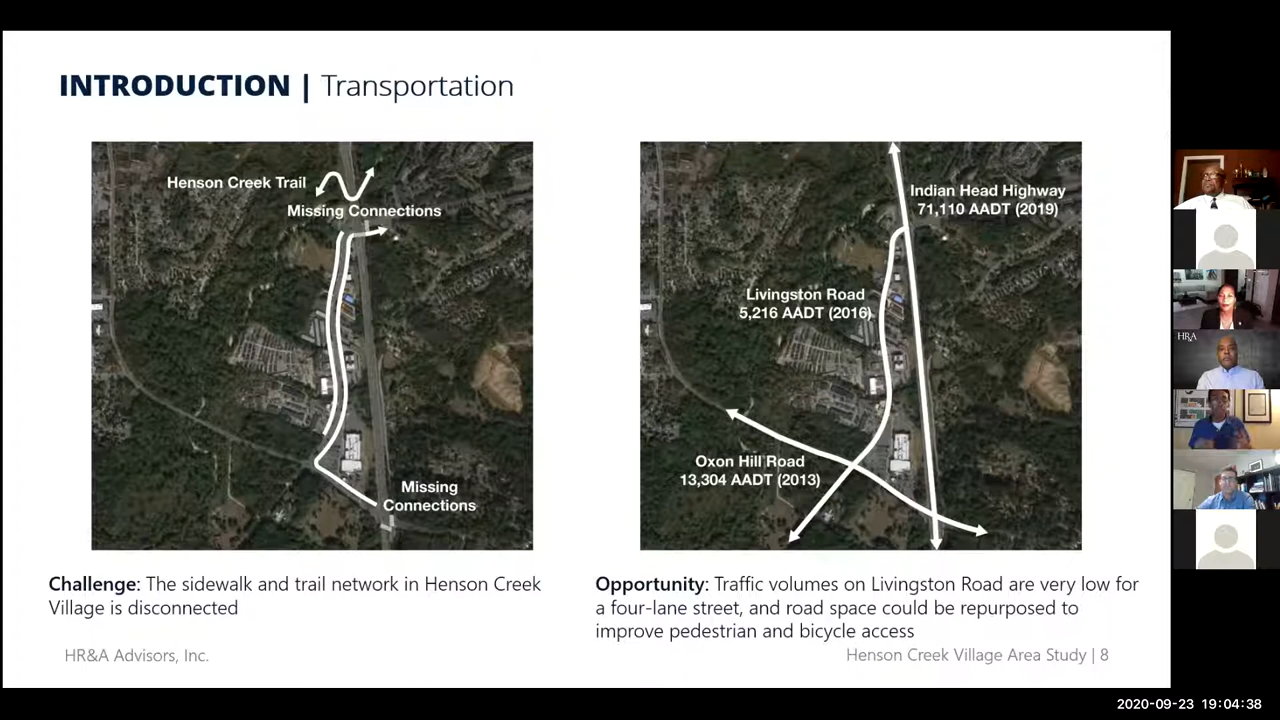 INTRODUCTION | Transportation
Henson Creek Trail
Missing Connections
Missing
Connections
Indian Head Highway
71,110 AADT (2019)
Livingston Road
5,216 AADT (2016)
Oxon Hill Road
13,304 AADT (2013)
Challenge: The sidewalk and trail network in Henson Creek
Village is disconnected
Opportunity: Traffic volumes on Livingston Road are very low for
a four-lane street, and road space could be repurposed to
improve pedestrian and bicycle access
HR&A Advisors, Inc.
Henson Creek Village Area Study | 8
HRA
2020-09-23 19:04:38